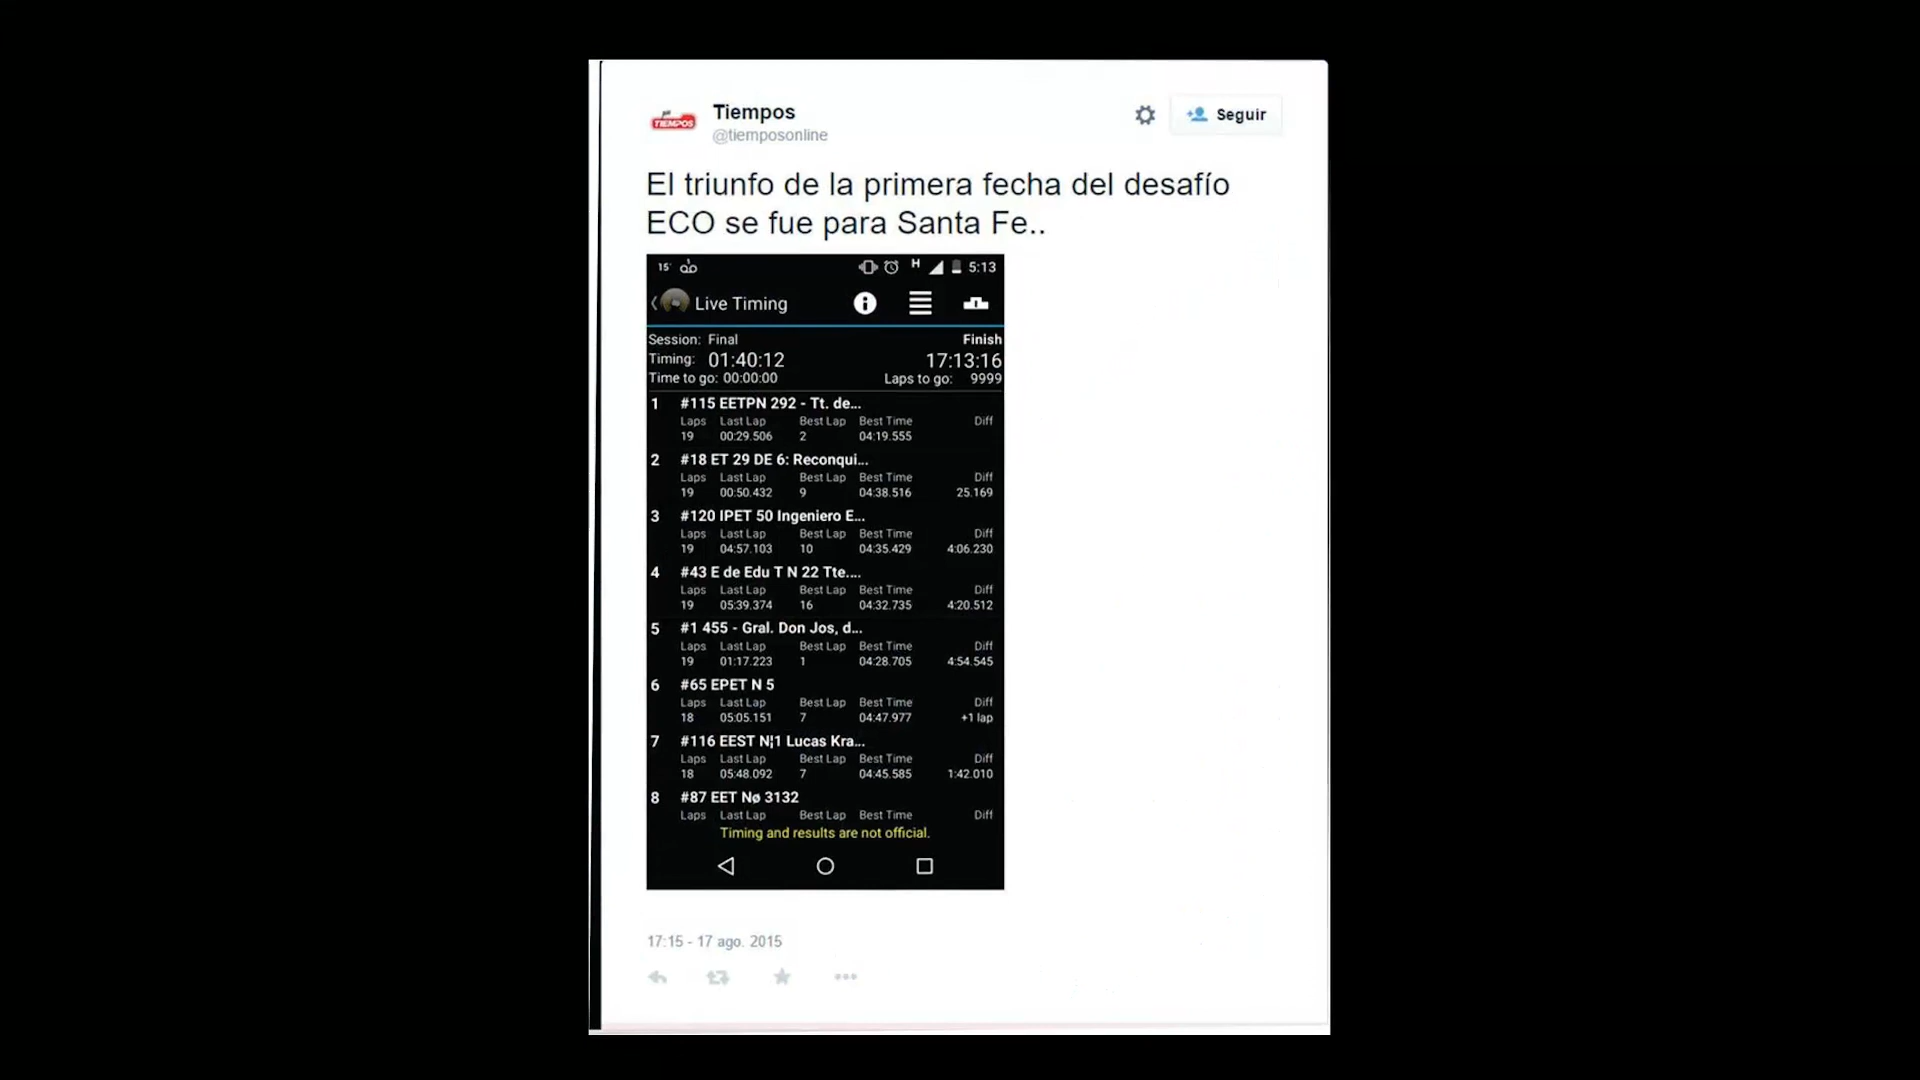 TIEMPOS
Tiempos
@tiemposonline
Seguir
El triunfo de la primera fecha del desafío
ECO se fue para Santa Fe..
15° H 5:13
Live Timing
Session: Final Finish
Timing: 01:40:12 17:13:16
Time to go: 00:00:00 Laps to go: 9999
1 #115 EETPN 292 - Tt. de...
Laps Last Lap Best Lap Best Time Diff
19 00:29.506 2 04:19.555
2 #18 ET 29 DE 6: Reconqui...
Laps Last Lap Best Lap Best Time Diff
19 00:50.432 9 04:38.516 25.169
3 #120 IPET 50 Ingeniero E...
Laps Last Lap Best Lap Best Time Diff
19 04:57.103 10 04:35.429 4:06.230
4 #43 E de Edu T N 22 Tte....
Laps Last Lap Best Lap Best Time Diff
19 05:39.374 16 04:32.735 4:20.512
5 #1 455 - Gral. Don Jos, d...
Laps Last Lap Best Lap Best Time Diff
19 01:17.223 1 04:28.705 4:54.545
6 #65 EPET N 5
Laps Last Lap Best Lap Best Time Diff
18 05:05.151 7 04:47.977 +1 lap
7 #116 EEST N¦1 Lucas Kra...
Laps Last Lap Best Lap Best Time Diff
18 05:48.092 7 04:45.585 1:42.010
8 #87 EET Nø 3132
Laps Last Lap Best Lap Best Time Diff
Timing and results are not official.
17:15 - 17 ago. 2015